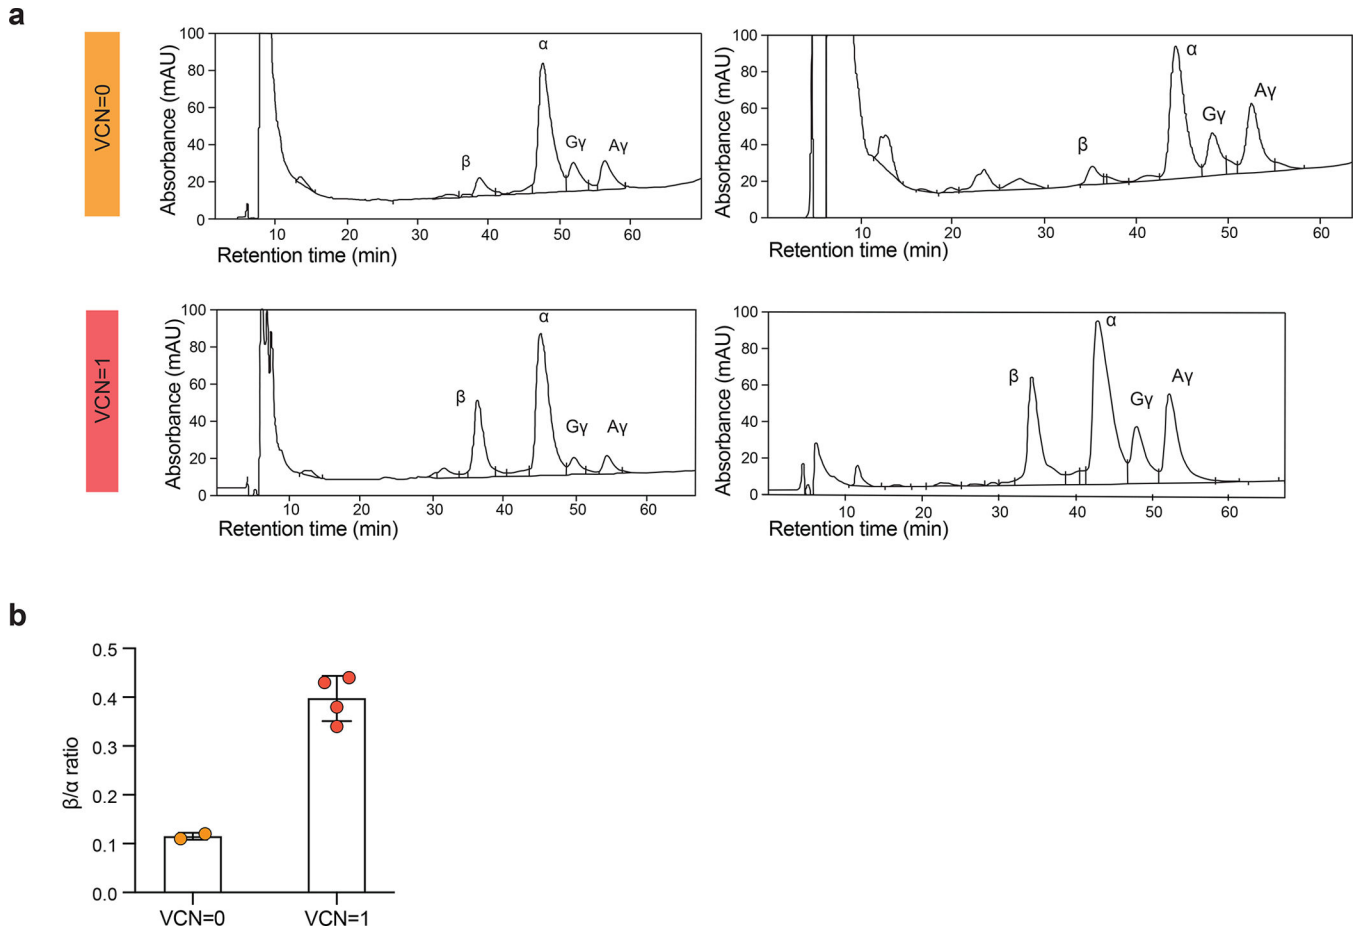 a
VCN=0
Absorbance (mAU)
100
80
60
40
20
0
β
α
Gγ
Aγ
10
20
30
40
50
60
Retention time (min)
Absorbance (mAU)
100
80
60
40
20
0
β
α
Gγ
Aγ
10
20
30
40
50
60
Retention time (min)
VCN=1
Absorbance (mAU)
100
80
60
40
20
0
β
α
Gγ
Aγ
10
20
30
40
50
60
Retention time (min)
Absorbance (mAU)
100
80
60
40
20
0
β
α
Gγ
Aγ
10
20
30
40
50
60
Retention time (min)
b
β/α ratio
0.5
0.4
0.3
0.2
0.1
0.0
VCN=0
VCN=1